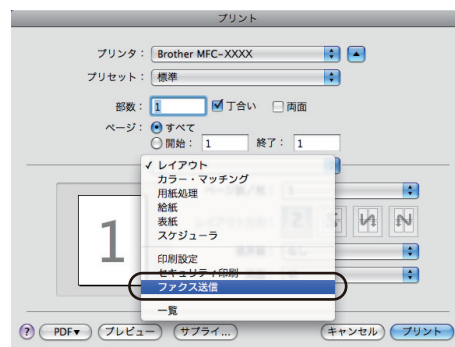 プリント
プリンタ： Brother MFC-XXXX
プリセット： 標準
部数： 1 丁合い 両面
ページ： すべて
開始： 1 終了： 1
✓ レイアウト
カラー・マッチング
用紙処理
給紙
表紙
スケジューラ
印刷設定
セキュリティ印刷
ファクス送信
一覧
1
? PDF▼ プレビュー サプライ... キャンセル プリント